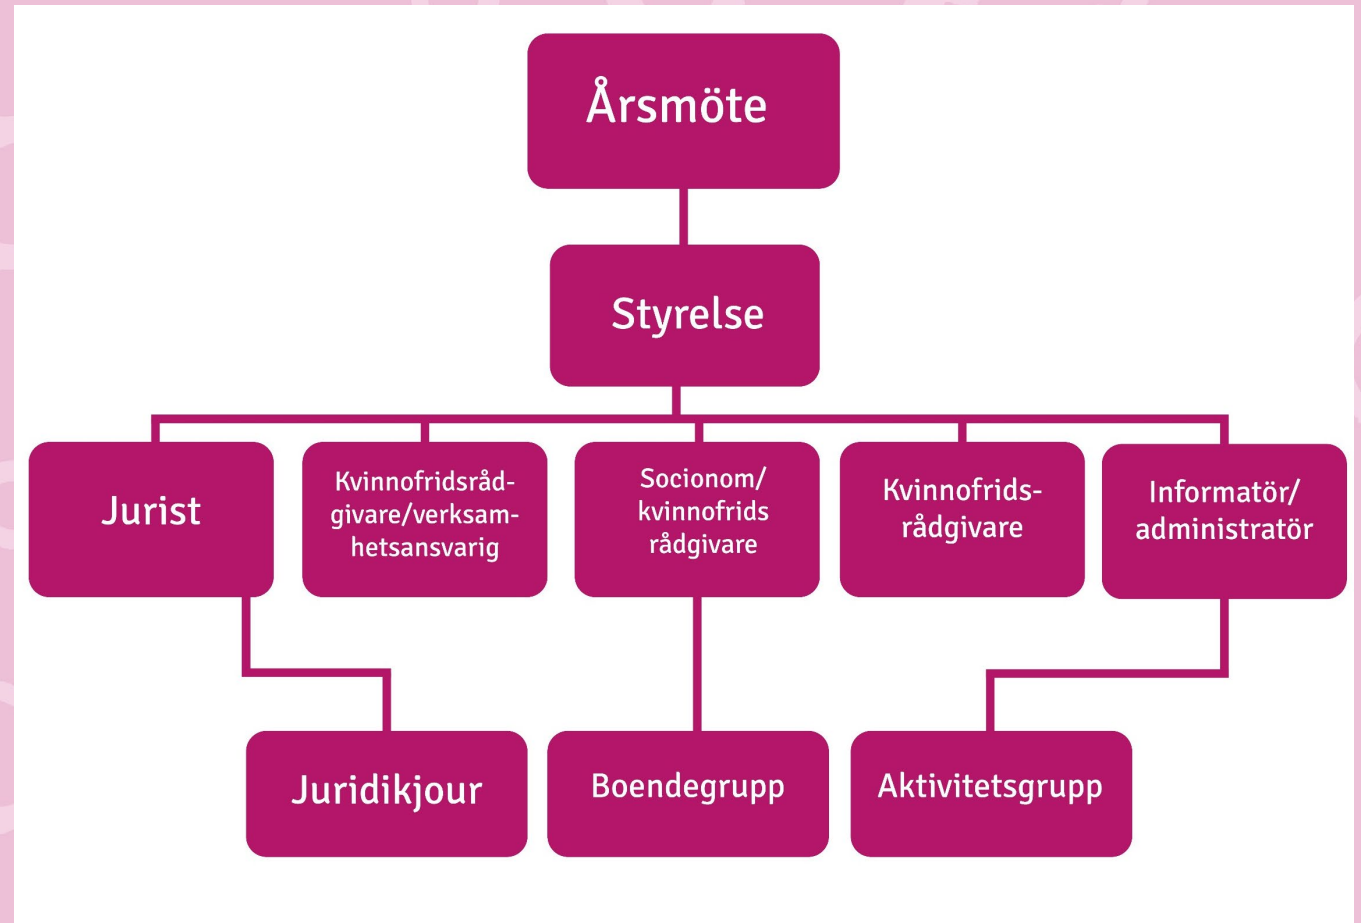 Årsmöte
Styrelse
Jurist
Kvinnofridsråd-
givare/verksam-
hetsansvarig
Socionom/
kvinnofrids
rådgivare
Kvinnofrids-
rådgivare
Informatör/
administratör
Juridikjour
Boendegrupp
Aktivitetsgrupp